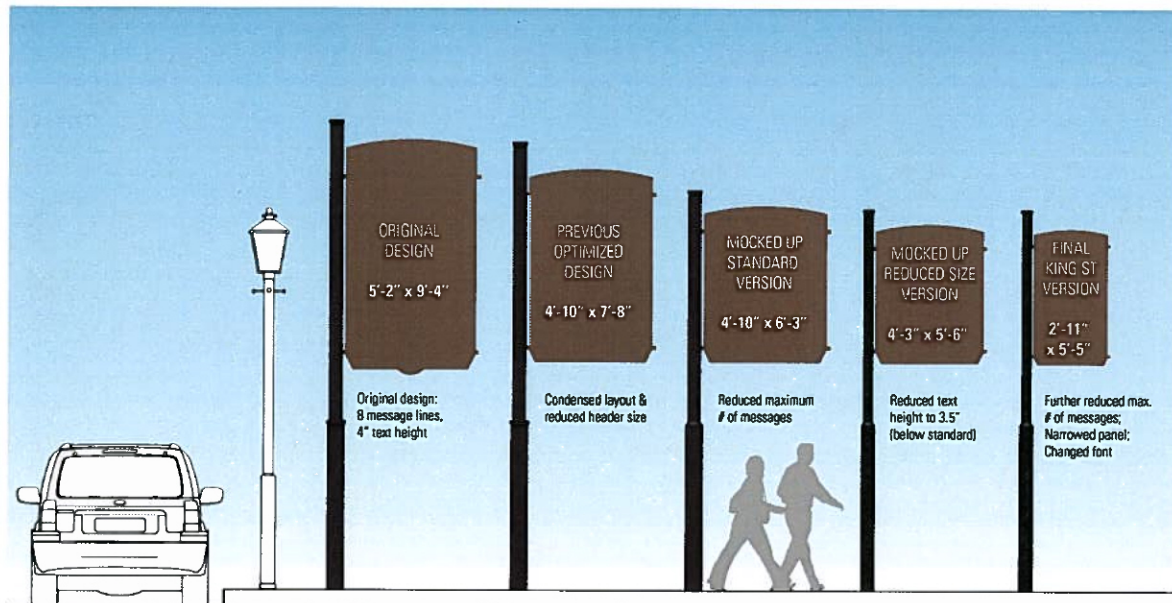 ORIGINAL
DESIGN
5'-2" x 9'-4"
Original design:
8 message lines,
4" text height
PREVIOUS
OPTIMIZED
DESIGN
4'-10" x 7'-8"
Condensed layout &
reduced header size
MOCKED UP
STANDARD
VERSION
4'-10" x 6'-3"
Reduced maximum
# of messages
MOCKED UP
REDUCED SIZE
VERSION
4'-3" x 5'-6"
Reduced text
height to 3.5"
(below standard)
FINAL
KING ST
VERSION
2'-11"
x 5'-5"
Further reduced max.
# of messages;
Narrowed panel;
Changed font